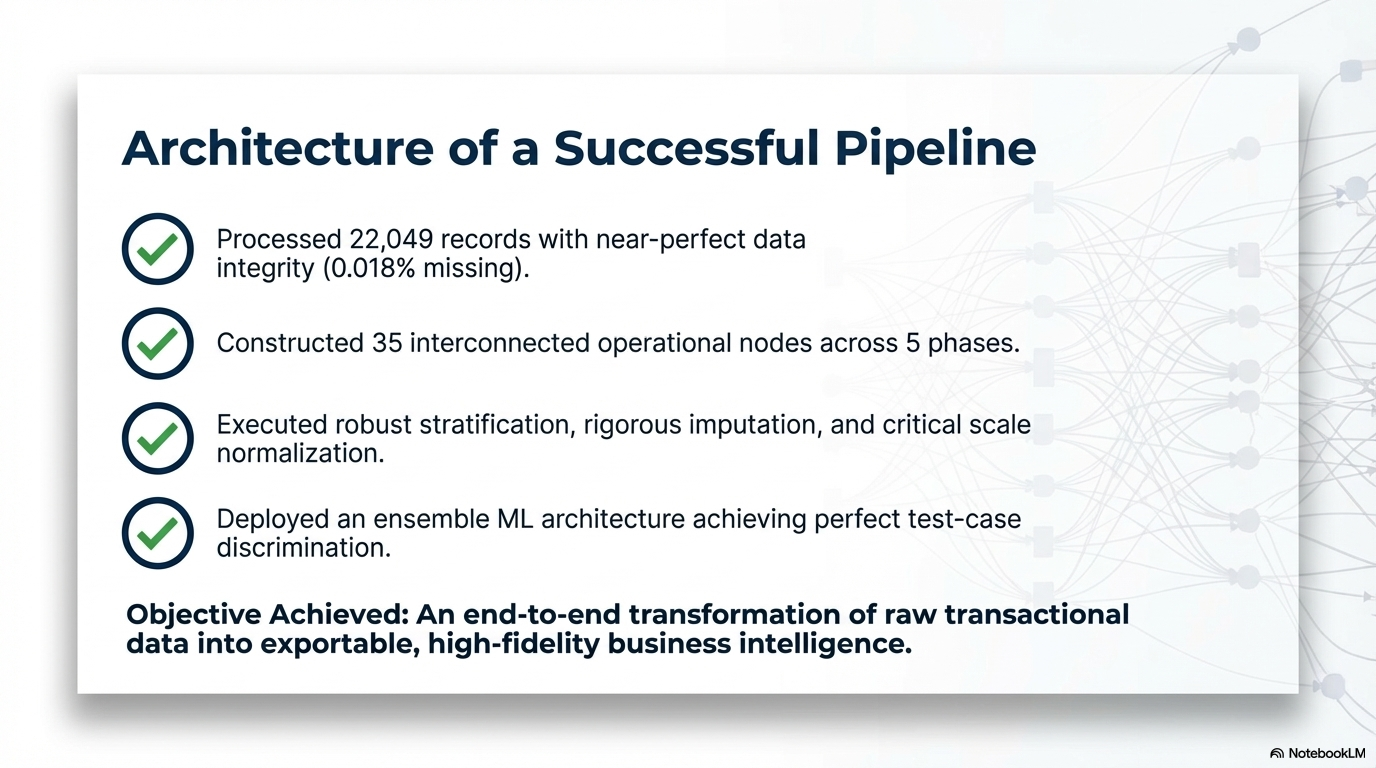 Architecture of a Successful Pipeline
Processed 22,049 records with near-perfect data
integrity (0.018% missing).
Constructed 35 interconnected operational nodes across 5 phases.
Executed robust stratification, rigorous imputation, and critical scale
normalization.
Deployed an ensemble ML architecture achieving perfect test-case
discrimination.
Objective Achieved: An end-to-end transformation of raw transactional
data into exportable, high-fidelity business intelligence.
NotebookLM